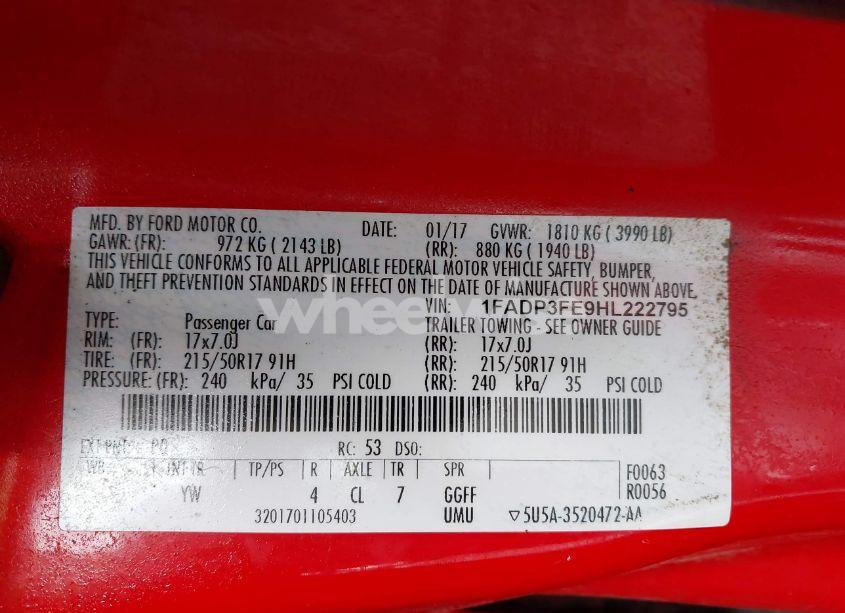 MFD. BY FORD MOTOR CO. DATE: 01/17 GVWR: 1810 KG ( 3990 LB)
GAWR: (FR): 972 KG ( 2143 LB) (RR): 880 KG ( 1940 LB)
THIS VEHICLE CONFORMS TO ALL APPLICABLE FEDERAL MOTOR VEHICLE SAFETY, BUMPER,
AND THEFT PREVENTION STANDARDS IN EFFECT ON THE DATE OF MANUFACTURE SHOWN ABOVE.
VIN: 1FADP3FE9HL222795
TYPE: Passenger Car TRAILER TOWING - SEE OWNER GUIDE
RIM: (FR): 17x7.0J (RR): 17x7.0J
TIRE: (FR): 215/50R17 91H (RR): 215/50R17 91H
PRESSURE: (FR): 240 kPa/ 35 PSI COLD (RR): 240 kPa/ 35 PSI COLD
RC: 53 DSO:
WB INT TR TP/PS R AXLE TR SPR F0063
YW 4 CL 7 GGFF R0056
3201701105403 UMU ▽5U5A-3520472-AA